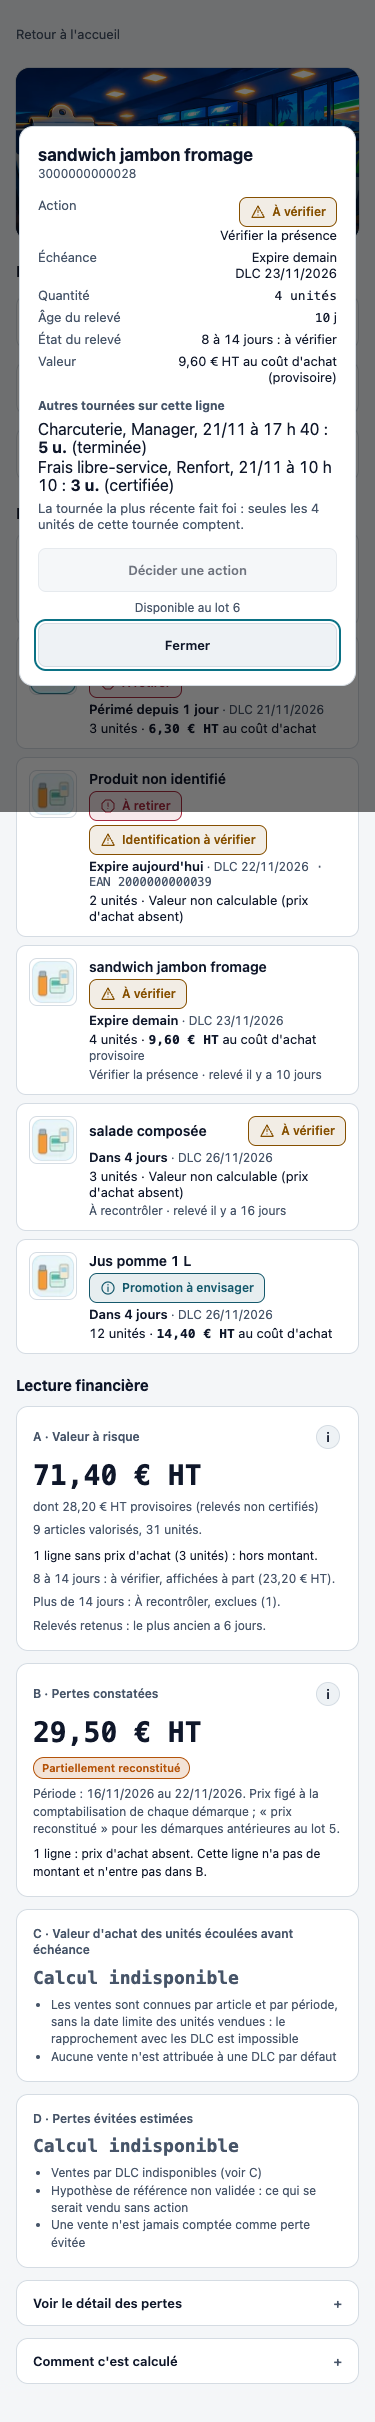 Retour à l'accueil
sandwich jambon fromage
3000000000028
Action
À vérifier
Vérifier la présence
Échéance
Expire demain
DLC 23/11/2026
Quantité
4 unités
Âge du relevé
10 j
État du relevé
8 à 14 jours : à vérifier
Valeur
9,60 € HT au coût d'achat
(provisoire)
Autres tournées sur cette ligne
Charcuterie, Manager, 21/11 à 17 h 40 :
5 u. (terminée)
Frais libre-service, Renfort, 21/11 à 10 h
10 : 3 u. (certifiée)
La tournée la plus récente fait foi : seules les 4
unités de cette tournée comptent.
Décider une action
Disponible au lot 6
Fermer
Périmé depuis 1 jour · DLC 21/11/2026
3 unités · 6,30 € HT au coût d'achat
Produit non identifié
À retirer
Identification à vérifier
Expire aujourd'hui · DLC 22/11/2026 ·
EAN 2000000000039
2 unités · Valeur non calculable (prix
d'achat absent)
sandwich jambon fromage
À vérifier
Expire demain · DLC 23/11/2026
4 unités · 9,60 € HT au coût d'achat
provisoire
Vérifier la présence · relevé il y a 10 jours
salade composée
À vérifier
Dans 4 jours · DLC 26/11/2026
3 unités · Valeur non calculable (prix
d'achat absent)
À recontrôler · relevé il y a 16 jours
Jus pomme 1 L
Promotion à envisager
Dans 4 jours · DLC 26/11/2026
12 unités · 14,40 € HT au coût d'achat
Lecture financière
A · Valeur à risque
i
71,40 € HT
dont 28,20 € HT provisoires (relevés non certifiés)
9 articles valorisés, 31 unités.
1 ligne sans prix d'achat (3 unités) : hors montant.
8 à 14 jours : à vérifier, affichées à part (23,20 € HT).
Plus de 14 jours : À recontrôler, exclues (1).
Relevés retenus : le plus ancien a 6 jours.
B · Pertes constatées
i
29,50 € HT
Partiellement reconstitué
Période : 16/11/2026 au 22/11/2026. Prix figé à la
comptabilisation de chaque démarque ; « prix
reconstitué » pour les démarques antérieures au lot 5.
1 ligne : prix d'achat absent. Cette ligne n'a pas de
montant et n'entre pas dans B.
C · Valeur d'achat des unités écoulées avant
échéance
Calcul indisponible
• Les ventes sont connues par article et par période,
sans la date limite des unités vendues : le
rapprochement avec les DLC est impossible
• Aucune vente n'est attribuée à une DLC par défaut
D · Pertes évitées estimées
Calcul indisponible
• Ventes par DLC indisponibles (voir C)
• Hypothèse de référence non validée : ce qui se
serait vendu sans action
• Une vente n'est jamais comptée comme perte
évitée
Voir le détail des pertes
+
Comment c'est calculé
+